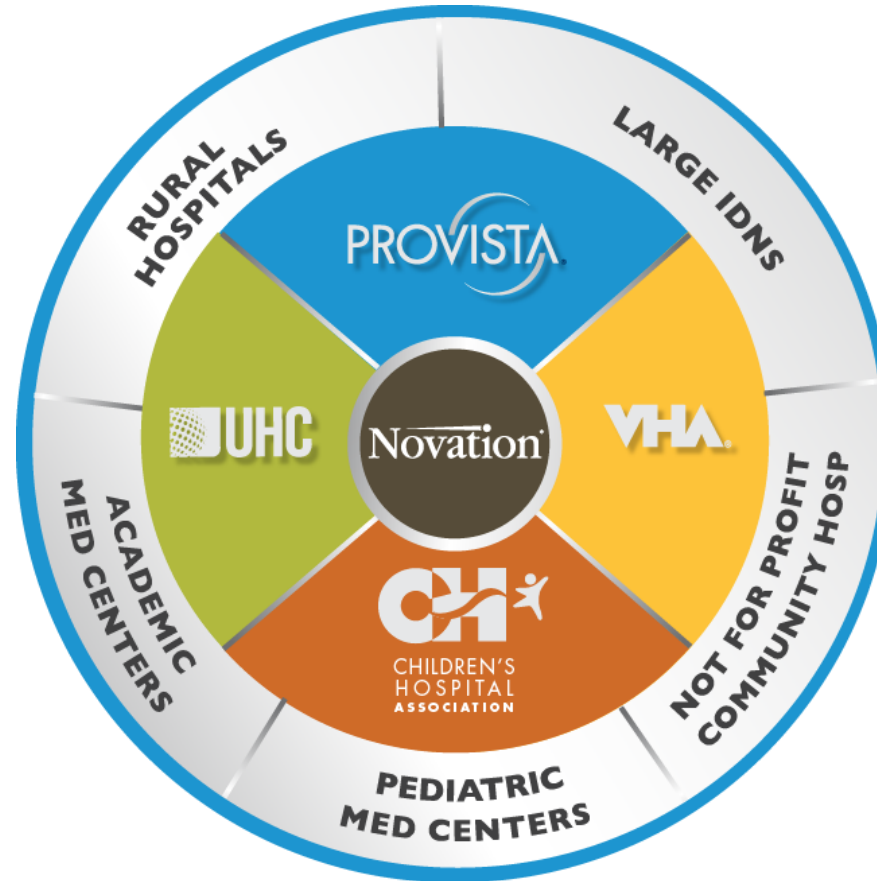 RURAL
HOSPITALS
LARGE IDNS
PROVISTA.
UHC
Novation®
VHA®
CH
CHILDREN'S
HOSPITAL
ASSOCIATION
ACADEMIC
MED CENTERS
NOT FOR PROFIT
COMMUNITY HOSP
PEDIATRIC
MED CENTERS